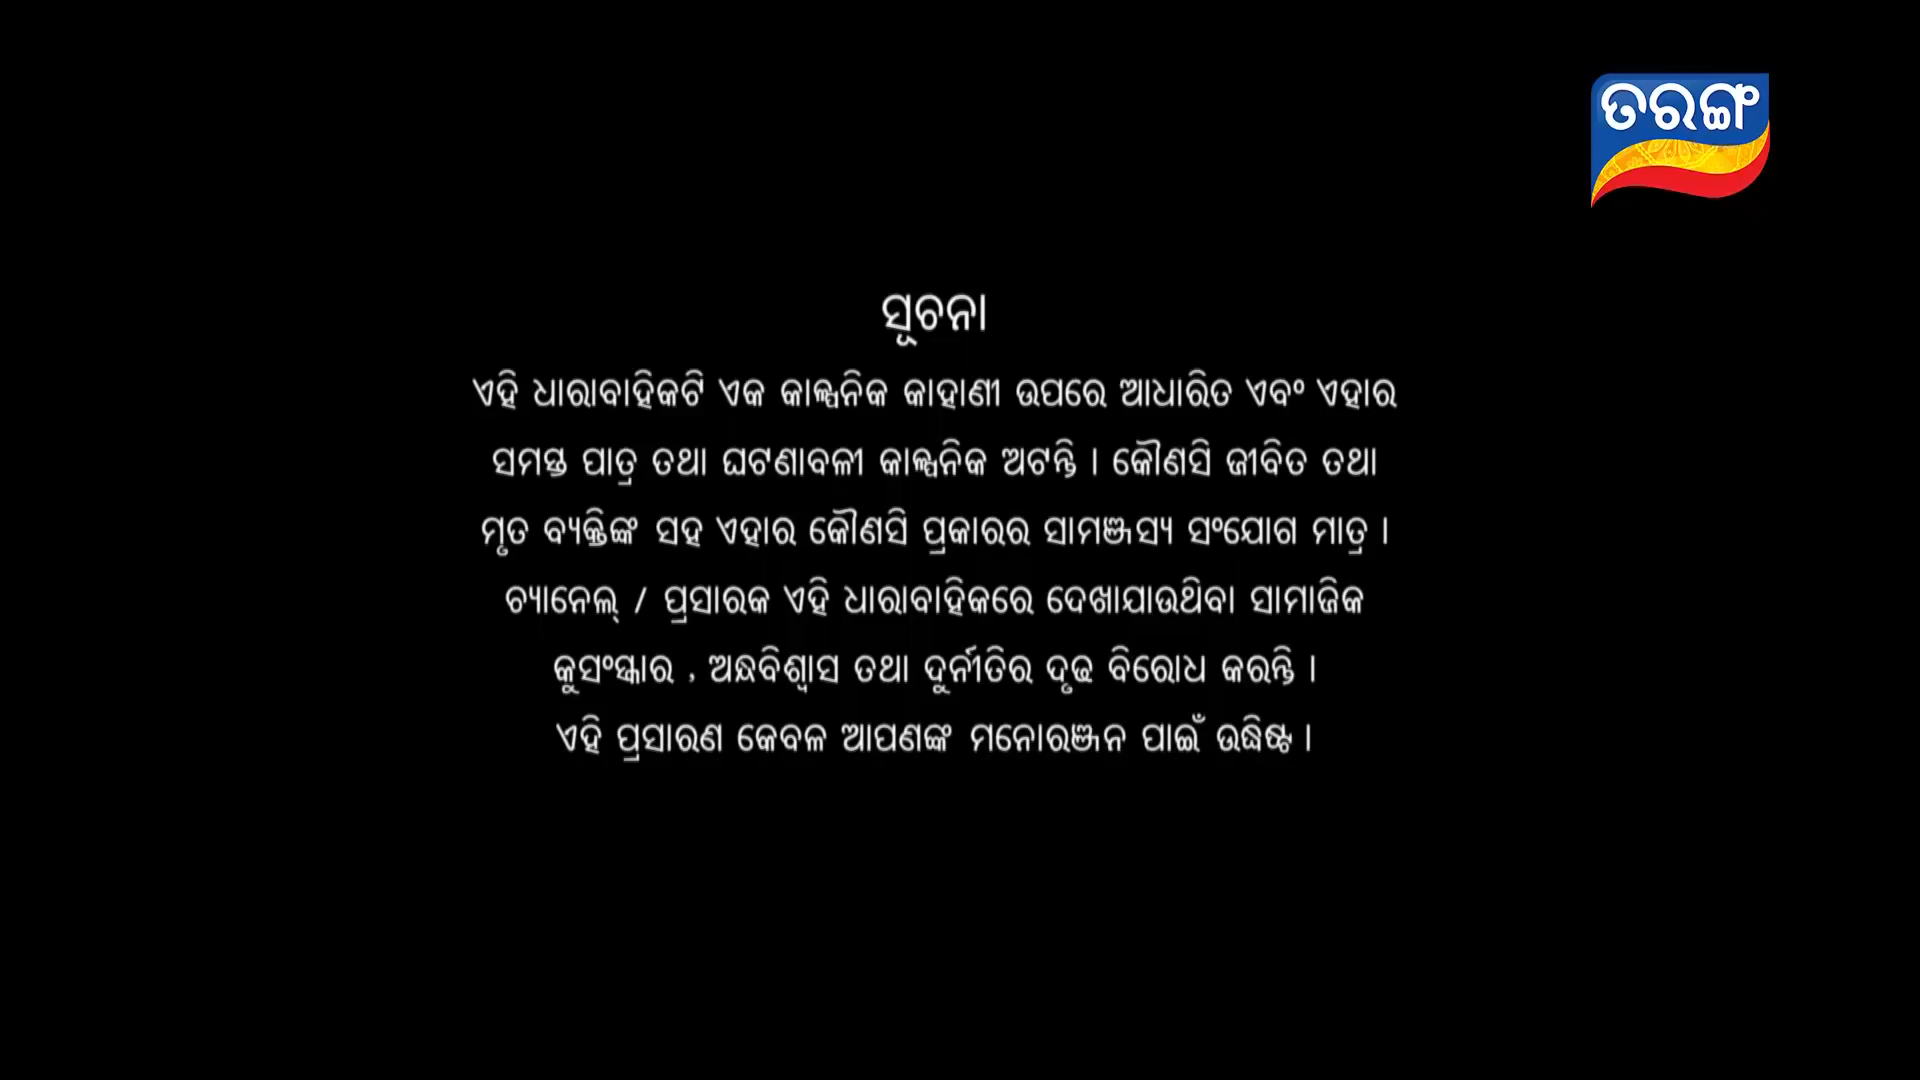 ତରଙ୍ଗ
ସୂଚନା
ଏହି ଧାରାବାହିକଟି ଏକ କାଳ୍ପନିକ କାହାଣୀ ଉପରେ ଆଧାରିତ ଏବଂ ଏହାର
ସମସ୍ତ ପାତ୍ର ତଥା ଘଟଣାବଳୀ କାଳ୍ପନିକ ଅଟନ୍ତି । କୌଣସି ଜୀବିତ ତଥା
ମୃତ ବ୍ୟକ୍ତିଙ୍କ ସହ ଏହାର କୌଣସି ପ୍ରକାରର ସାମଞ୍ଜସ୍ୟ ସଂଯୋଗ ମାତ୍ର ।
ଚ୍ୟାନେଲ୍ / ପ୍ରସାରକ ଏହି ଧାରାବାହିକରେ ଦେଖାଯାଉଥିବା ସାମାଜିକ
କୁସଂସ୍କାର , ଅନ୍ଧବିଶ୍ୱାସ ତଥା ଦୁର୍ନୀତିର ଦୃଢ ବିରୋଧ କରନ୍ତି ।
ଏହି ପ୍ରସାରଣ କେବଳ ଆପଣଙ୍କ ମନୋରଞ୍ଜନ ପାଇଁ ଉଦ୍ଧିଷ୍ଟ ।